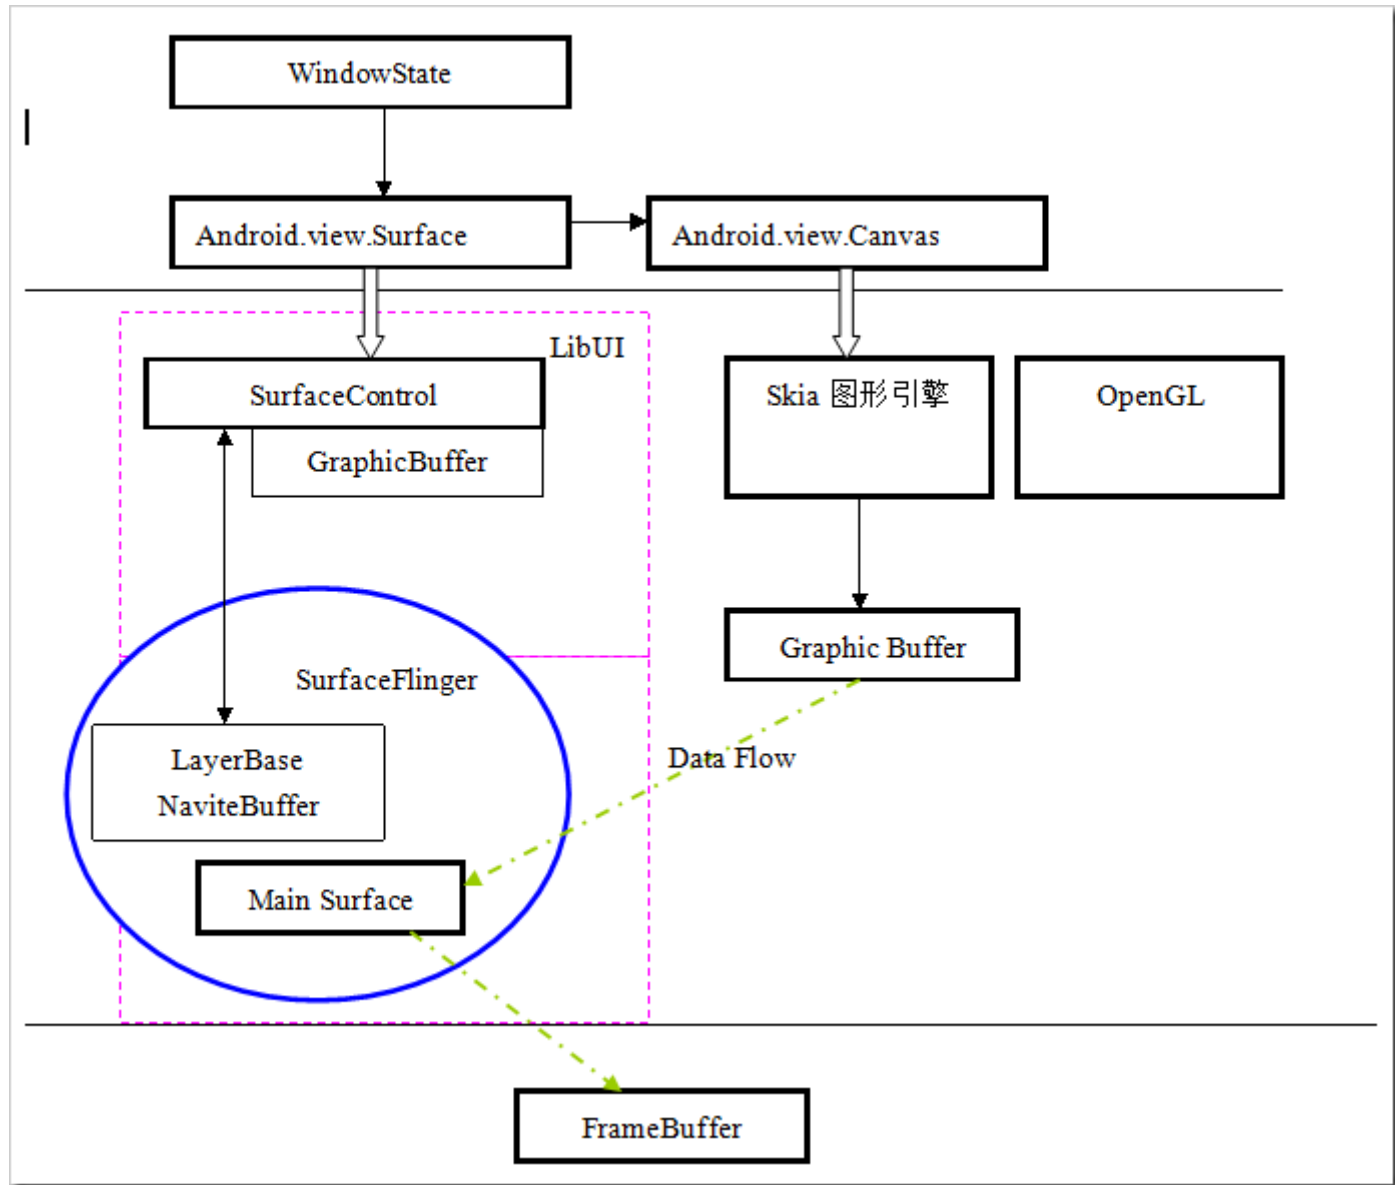 WindowState
Android.view.Surface
Android.view.Canvas
LibUI
SurfaceControl
Skia 图形引擎
OpenGL
GraphicBuffer
Graphic Buffer
SurfaceFlinger
LayerBase
NaviteBuffer
Data Flow
Main Surface
FrameBuffer